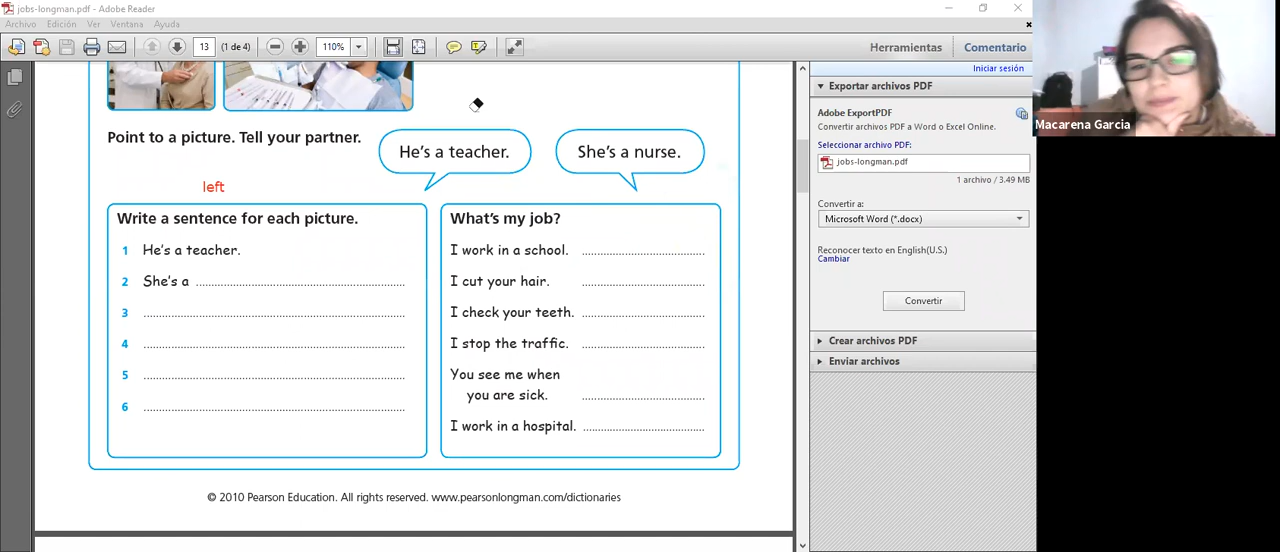 jobs-longman.pdf - Adobe Reader
Archivo Edición Ver Ventana Ayuda
13 (1 de 4) 110% Herramientas Comentario
Iniciar sesión
Exportar archivos PDF
Adobe ExportPDF
Convertir archivos PDF a Word o Excel Online.
Seleccionar archivo PDF:
jobs-longman.pdf
1 archivo / 3.49 MB
Convertir a:
Microsoft Word (*.docx)
Reconocer texto en English(U.S.)
Cambiar
Convertir
Crear archivos PDF
Enviar archivos
Macarena Garcia
Point to a picture. Tell your partner.
He's a teacher.
She's a nurse.
left
Write a sentence for each picture.
1 He's a teacher.
2 She's a
3
4
5
6
What's my job?
I work in a school.
I cut your hair.
I check your teeth.
I stop the traffic.
You see me when
you are sick.
I work in a hospital.
© 2010 Pearson Education. All rights reserved. www.pearsonlongman.com/dictionaries